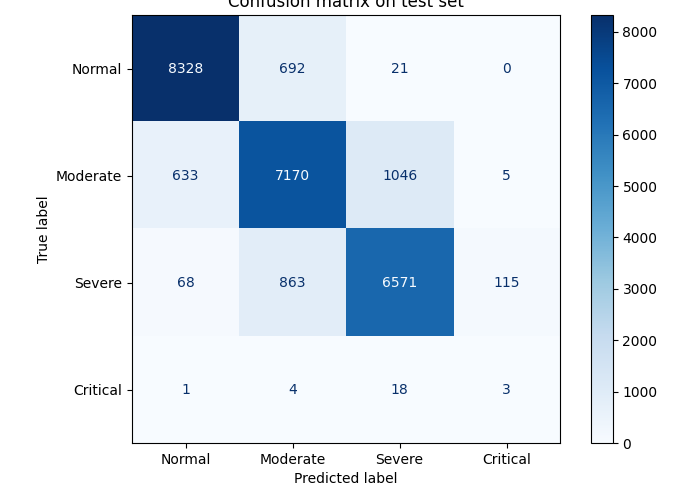 Confusion matrix on test set
Normal 8328 692 21 0
Moderate 633 7170 1046 5
Severe 68 863 6571 115
Critical 1 4 18 3
Normal Moderate Severe Critical
Predicted label
True label
8000
7000
6000
5000
4000
3000
2000
1000
0